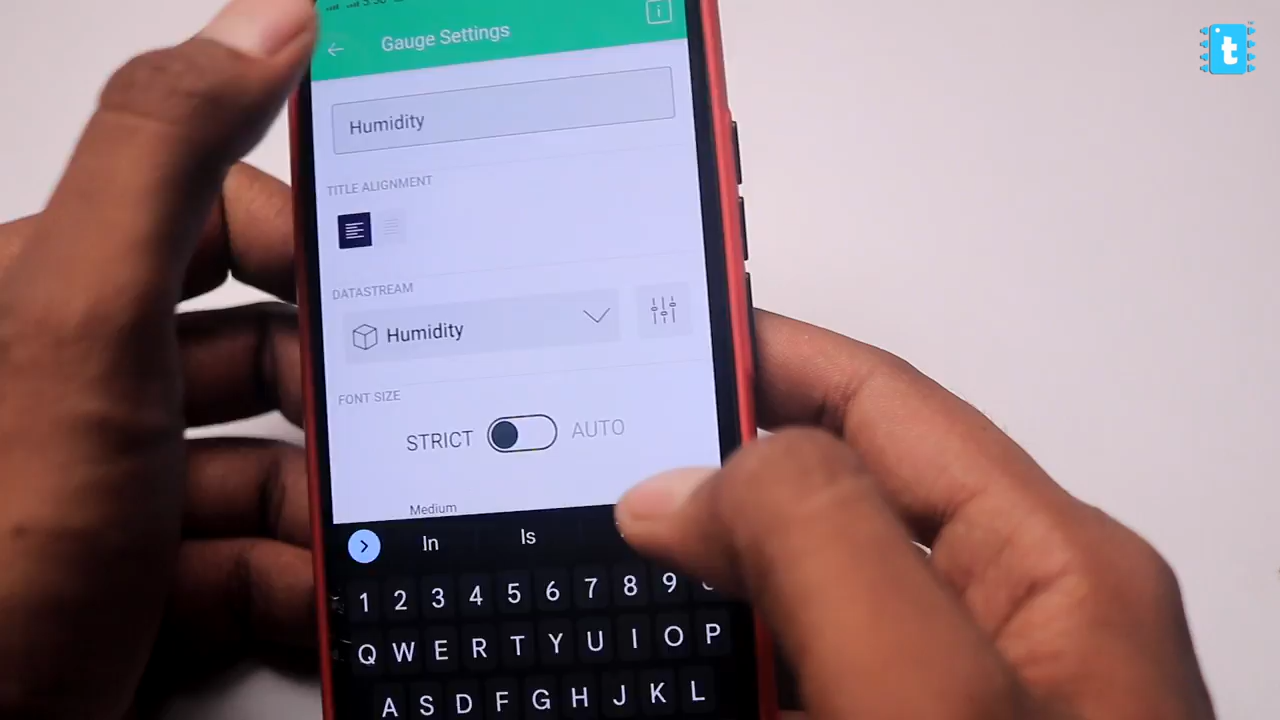 Gauge Settings
Humidity
TITLE ALIGNMENT
DATASTREAM
Humidity
FONT SIZE
STRICT AUTO
Medium
In Is
1 2 3 4 5 6 7 8 9
Q W E R T Y U I O P
A S D F G H J K L
t